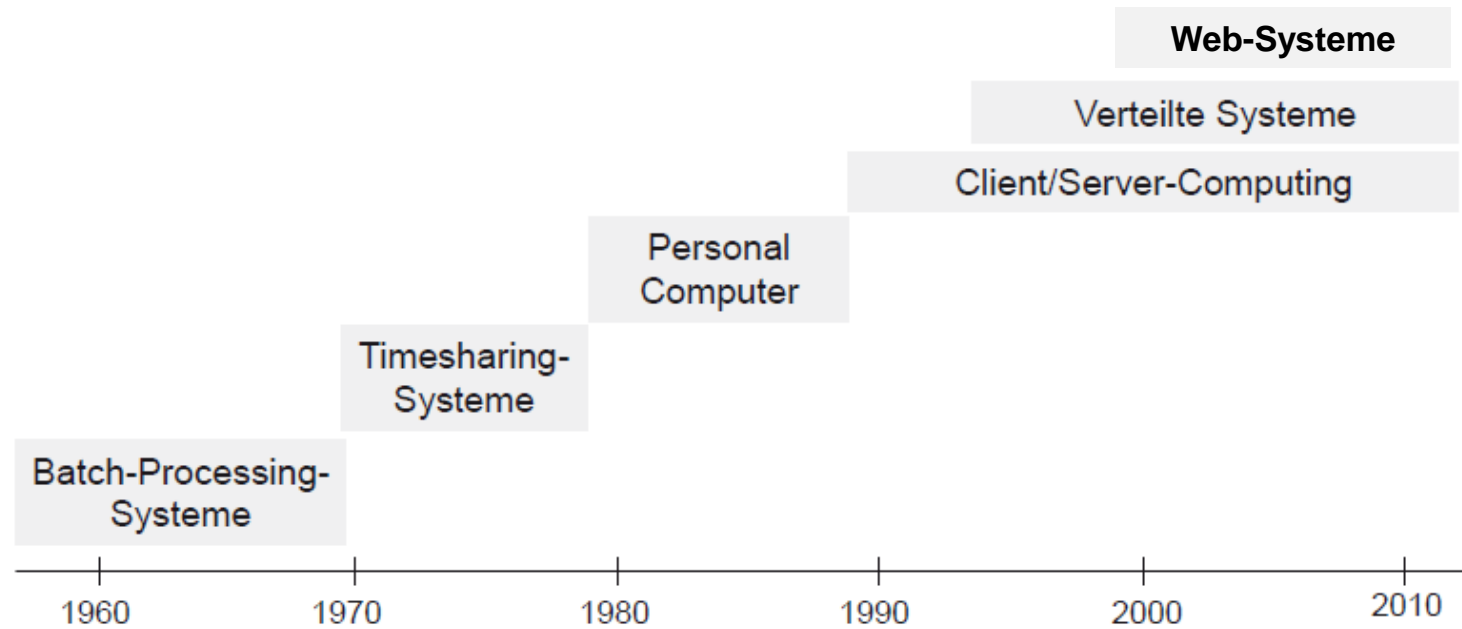 Web-Systeme
Verteilte Systeme
Client/Server-Computing
Personal
Computer
Timesharing-
Systeme
Batch-Processing-
Systeme
1960 1970 1980 1990 2000 2010